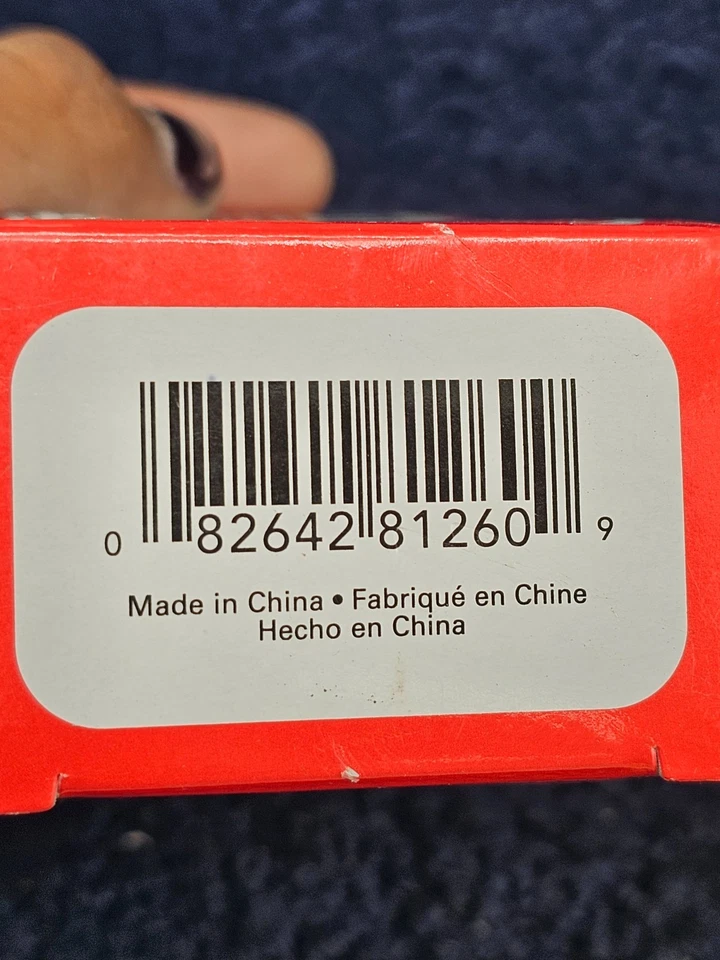 0 82642 81260 9
Made in China • Fabriqué en Chine
Hecho en China